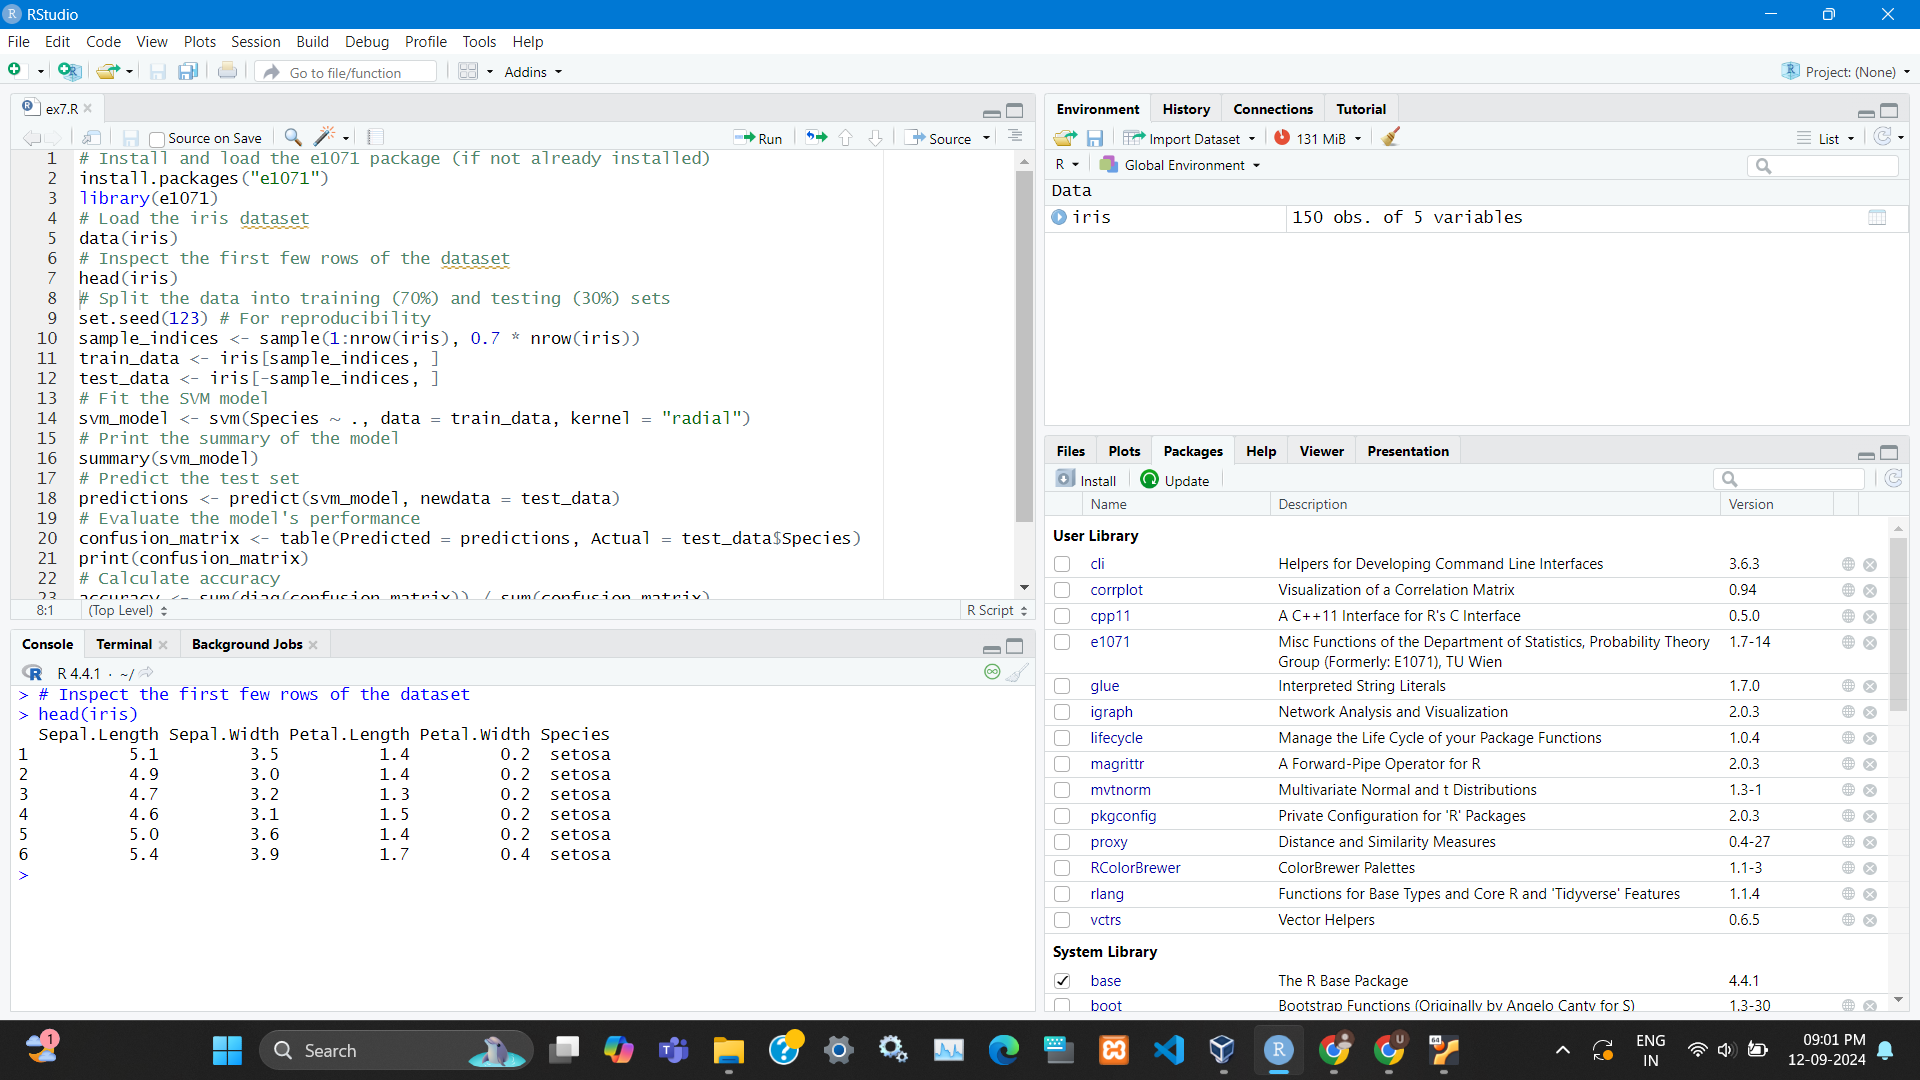 RStudio
File Edit Code View Plots Session Build Debug Profile Tools Help
Go to file/function Addins Project: (None)
ex7.R
Source on Save Run Source
1 # Install and load the e1071 package (if not already installed)
2 install.packages("e1071")
3 library(e1071)
4 # Load the iris dataset
5 data(iris)
6 # Inspect the first few rows of the dataset
7 head(iris)
8 # Split the data into training (70%) and testing (30%) sets
9 set.seed(123) # For reproducibility
10 sample_indices <- sample(1:nrow(iris), 0.7 * nrow(iris))
11 train_data <- iris[sample_indices, ]
12 test_data <- iris[-sample_indices, ]
13 # Fit the SVM model
14 svm_model <- svm(Species ~ ., data = train_data, kernel = "radial")
15 # Print the summary of the model
16 summary(svm_model)
17 # Predict the test set
18 predictions <- predict(svm_model, newdata = test_data)
19 # Evaluate the model's performance
20 confusion_matrix <- table(Predicted = predictions, Actual = test_data$Species)
21 print(confusion_matrix)
22 # Calculate accuracy
23 accuracy <- sum(diag(confusion_matrix)) / sum(confusion_matrix)
8:1 (Top Level) R Script
Console Terminal Background Jobs
R 4.4.1 · ~/
> # Inspect the first few rows of the dataset
> head(iris)
Sepal.Length Sepal.Width Petal.Length Petal.Width Species
1 5.1 3.5 1.4 0.2 setosa
2 4.9 3.0 1.4 0.2 setosa
3 4.7 3.2 1.3 0.2 setosa
4 4.6 3.1 1.5 0.2 setosa
5 5.0 3.6 1.4 0.2 setosa
6 5.4 3.9 1.7 0.4 setosa
>
Environment History Connections Tutorial
Import Dataset 131 MiB List
R Global Environment
Data
iris 150 obs. of 5 variables
Files Plots Packages Help Viewer Presentation
Install Update
Name Description Version
User Library
cli Helpers for Developing Command Line Interfaces 3.6.3
corrplot Visualization of a Correlation Matrix 0.94
cpp11 A C++11 Interface for R's C Interface 0.5.0
e1071 Misc Functions of the Department of Statistics, Probability Theory 1.7-14
Group (Formerly: E1071), TU Wien
glue Interpreted String Literals 1.7.0
igraph Network Analysis and Visualization 2.0.3
lifecycle Manage the Life Cycle of your Package Functions 1.0.4
magrittr A Forward-Pipe Operator for R 2.0.3
mvtnorm Multivariate Normal and t Distributions 1.3-1
pkgconfig Private Configuration for 'R' Packages 2.0.3
proxy Distance and Similarity Measures 0.4-27
RColorBrewer ColorBrewer Palettes 1.1-3
rlang Functions for Base Types and Core R and 'Tidyverse' Features 1.1.4
vctrs Vector Helpers 0.6.5
System Library
base The R Base Package 4.4.1
boot Bootstrap Functions (Originally by Angelo Canty for S) 1.3-30
1 Search ENG 09:01 PM
IN 12-09-2024